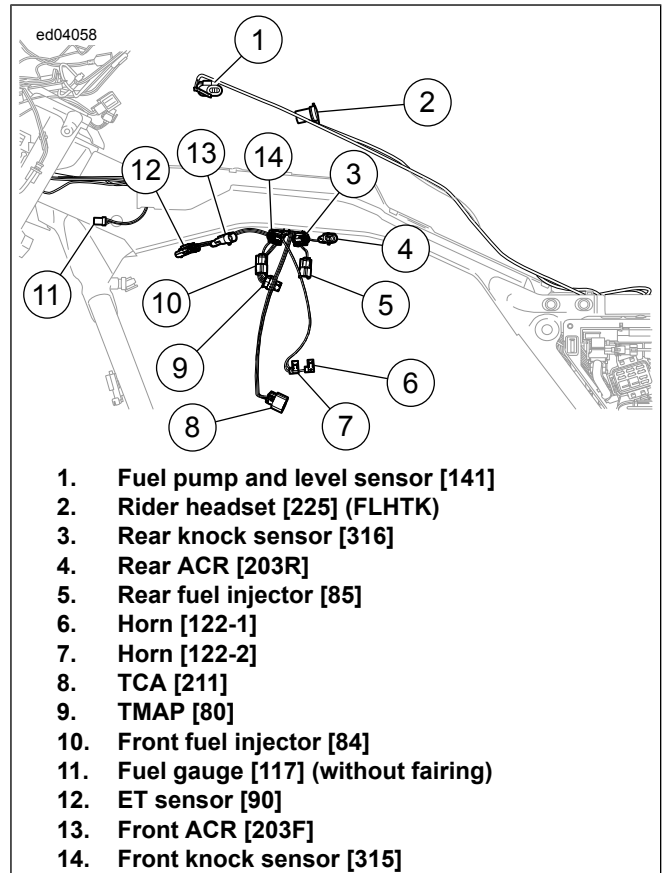 ed04058
1
2
13
14
3
12
4
11
10
5
9
6
8
7
1. Fuel pump and level sensor [141]
2. Rider headset [225] (FLHTK)
3. Rear knock sensor [316]
4. Rear ACR [203R]
5. Rear fuel injector [85]
6. Horn [122-1]
7. Horn [122-2]
8. TCA [211]
9. TMAP [80]
10. Front fuel injector [84]
11. Fuel gauge [117] (without fairing)
12. ET sensor [90]
13. Front ACR [203F]
14. Front knock sensor [315]